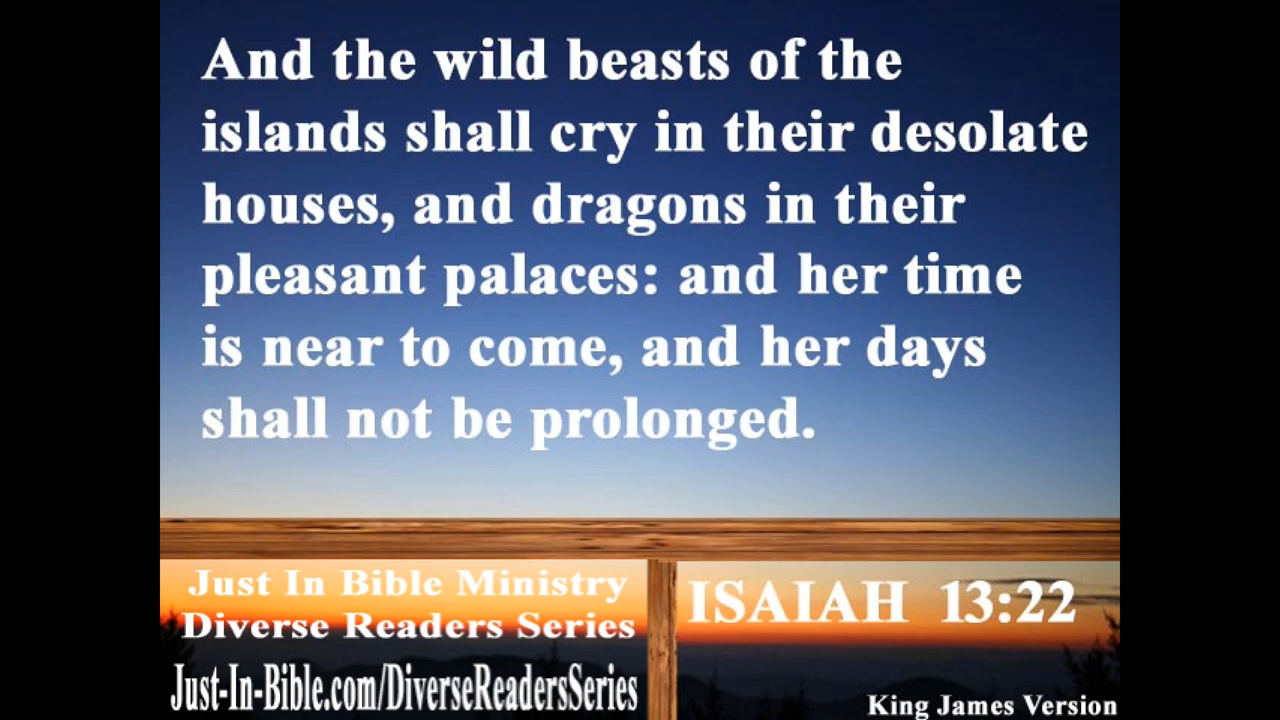 And the wild beasts of the
islands shall cry in their desolate
houses, and dragons in their
pleasant palaces: and her time
is near to come, and her days
shall not be prolonged.
Just In Bible Ministry
Diverse Readers Series
Just-In-Bible.com/DiverseReadersSeries
ISAIAH 13:22
King James Version